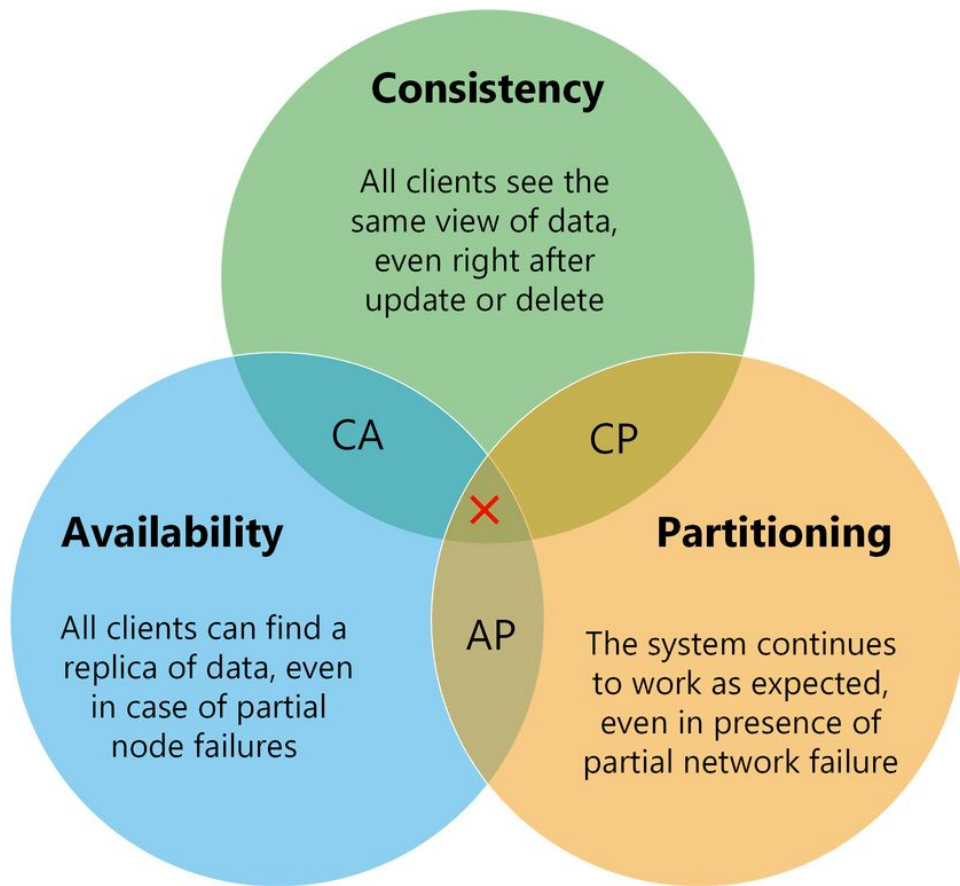 Consistency
All clients see the
same view of data,
even right after
update or delete
CA
CP
Availability
All clients can find a
replica of data, even
in case of partial
node failures
AP
Partitioning
The system continues
to work as expected,
even in presence of
partial network failure